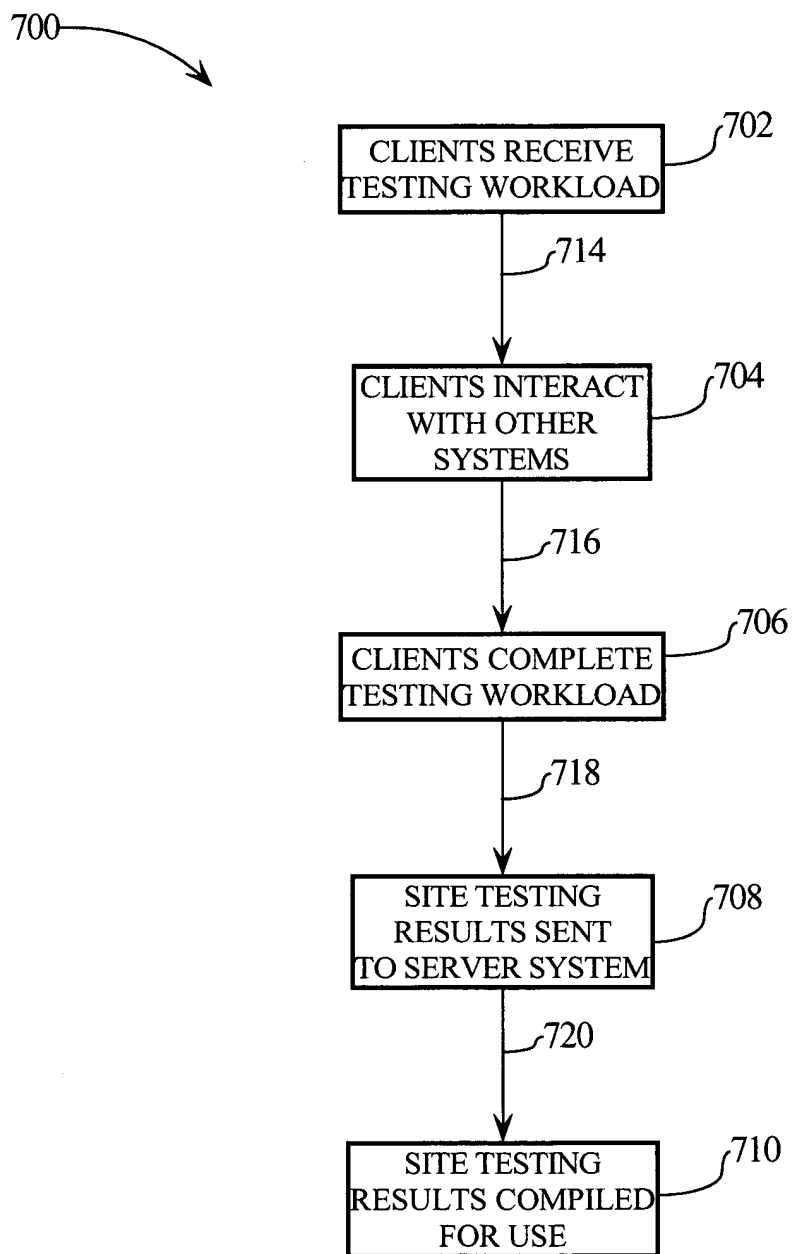 700
702
CLIENTS RECEIVE
TESTING WORKLOAD
714
704
CLIENTS INTERACT
WITH OTHER
SYSTEMS
716
706
CLIENTS COMPLETE
TESTING WORKLOAD
718
708
SITE TESTING
RESULTS SENT
TO SERVER SYSTEM
720
710
SITE TESTING
RESULTS COMPILED
FOR USE